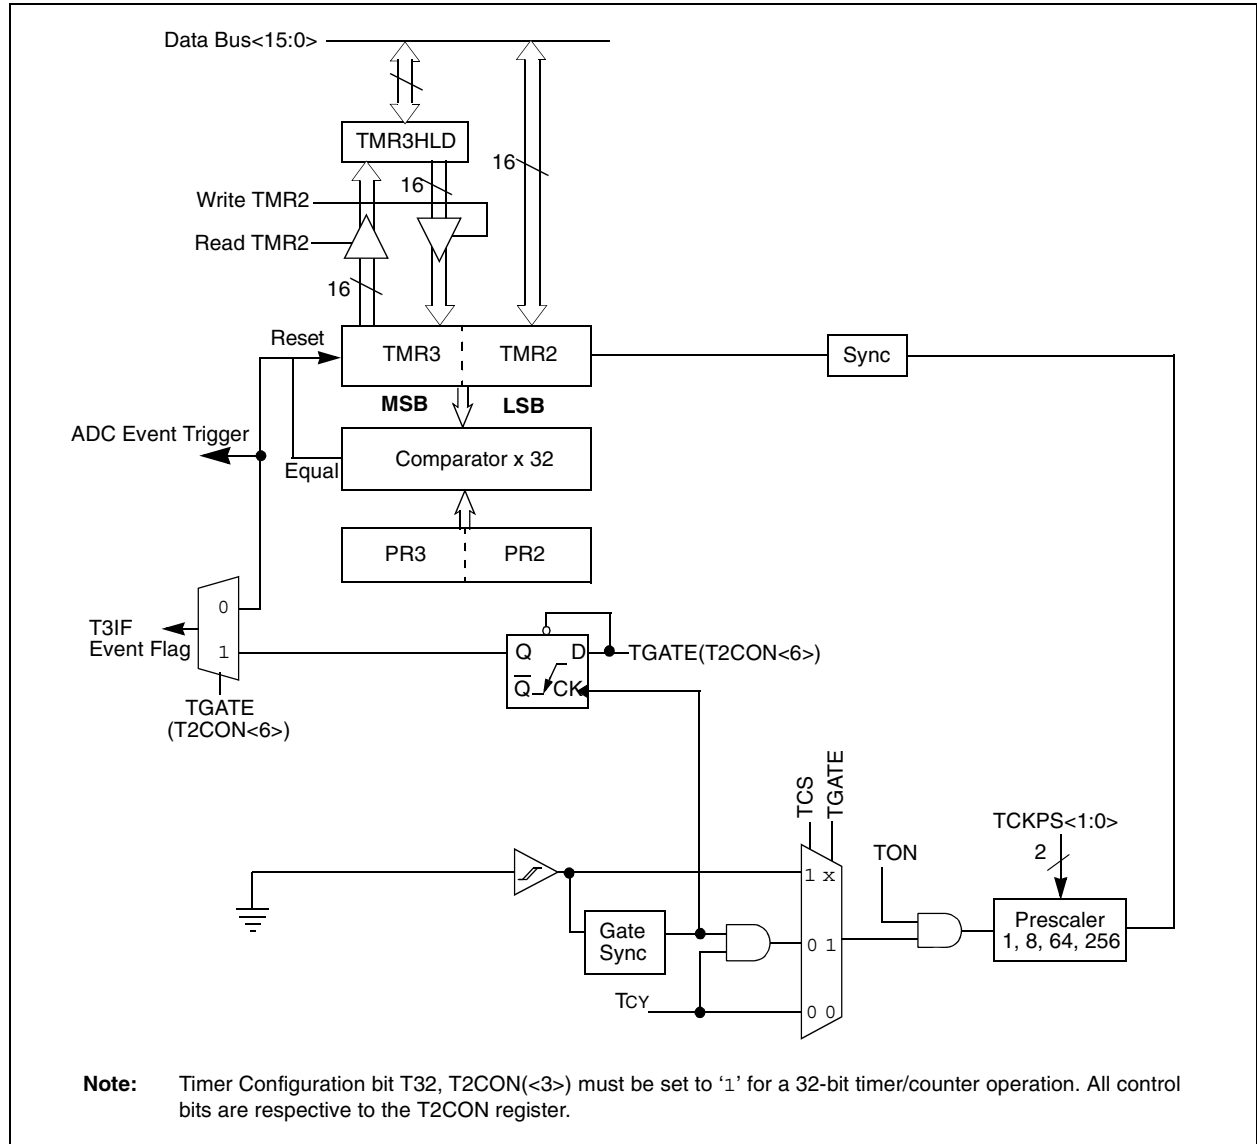 Data Bus<15:0>
TMR3HLD
16
16
Write TMR2
Read TMR2
16
Reset
TMR3
TMR2
Sync
MSB
LSB
ADC Event Trigger
Equal
Comparator x 32
PR3
PR2
0
T3IF
Event Flag
1
Q
D
TGATE(T2CON<6>)
Q
CK
TGATE
(T2CON<6>)
TCS
TGATE
TCKPS<1:0>
2
TON
1 x
Gate
Sync
0 1
Prescaler
1, 8, 64, 256
TCY
0 0
Note: Timer Configuration bit T32, T2CON(<3>) must be set to ‘1’ for a 32-bit timer/counter operation. All control
bits are respective to the T2CON register.